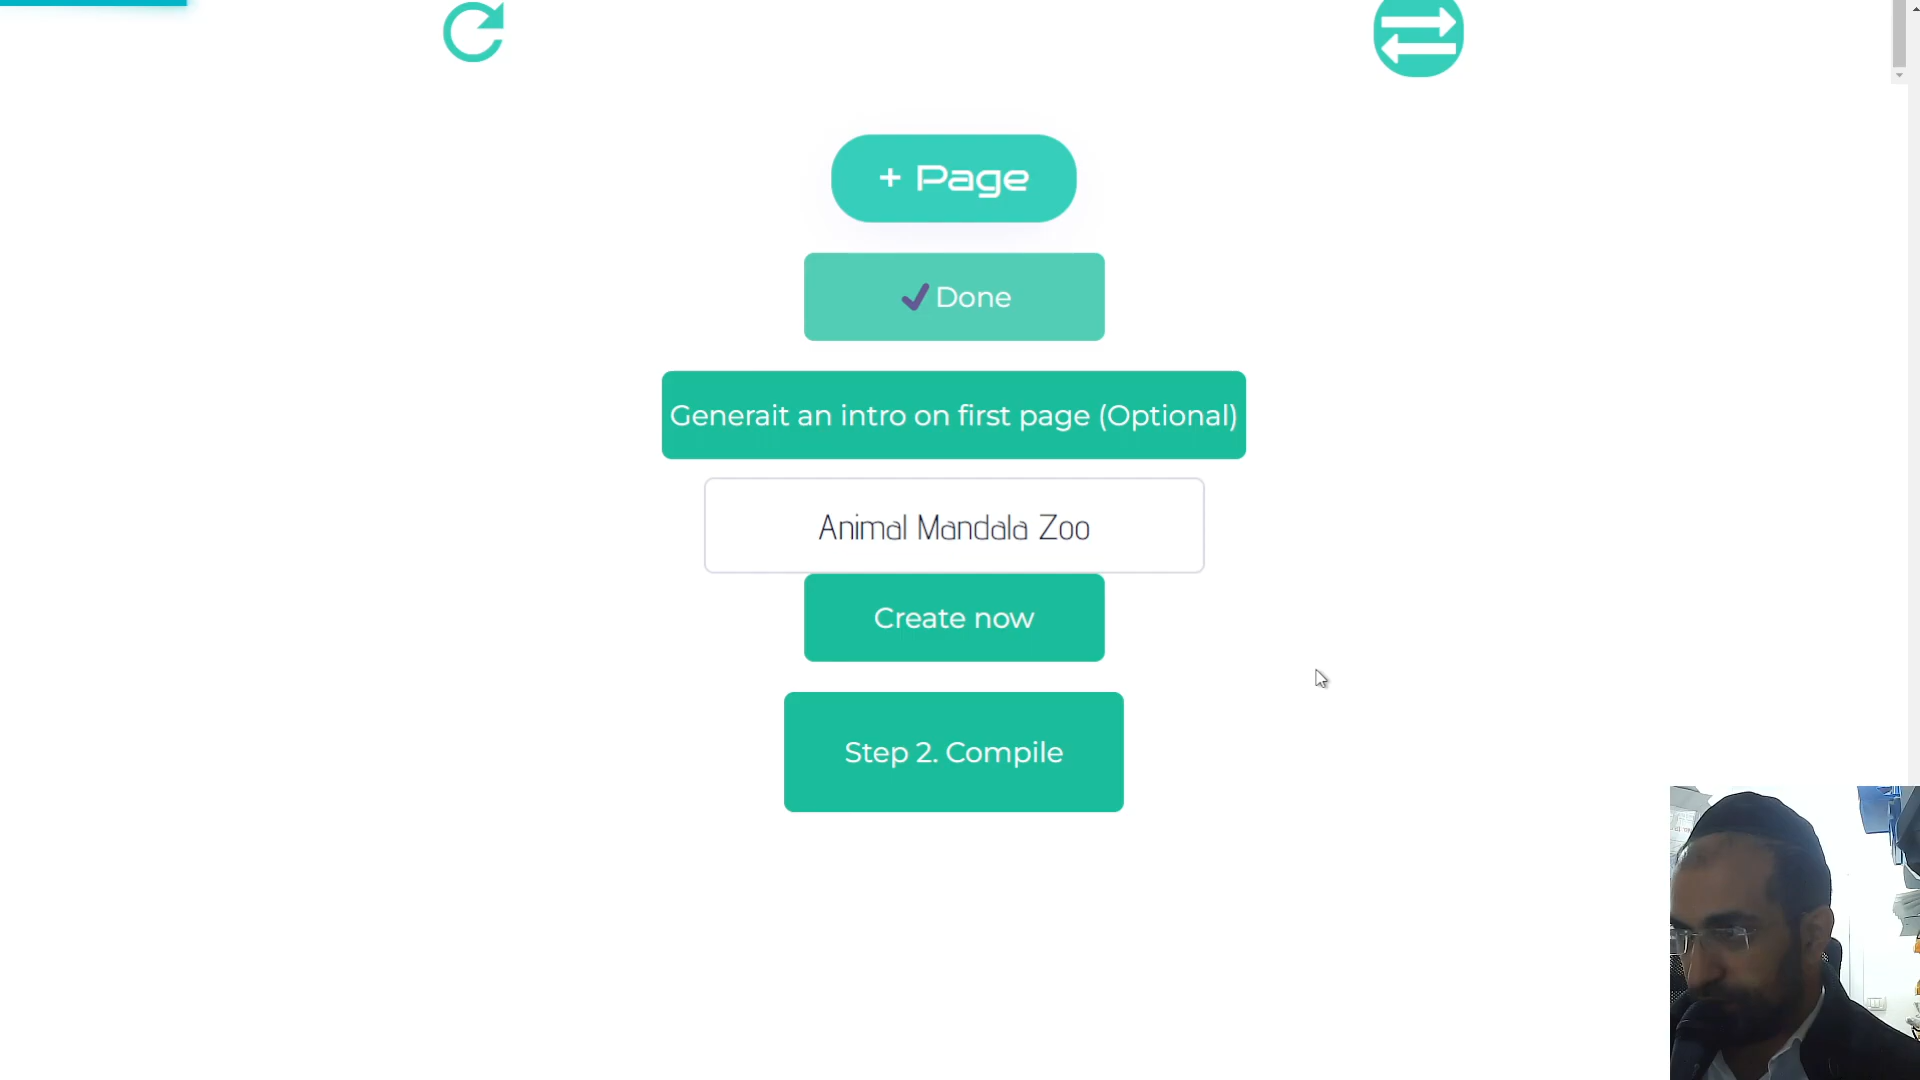 + Page
✔Done
Generait an intro on first page (Optional)
Animal Mandala Zoo
Create now
Step 2. Compile